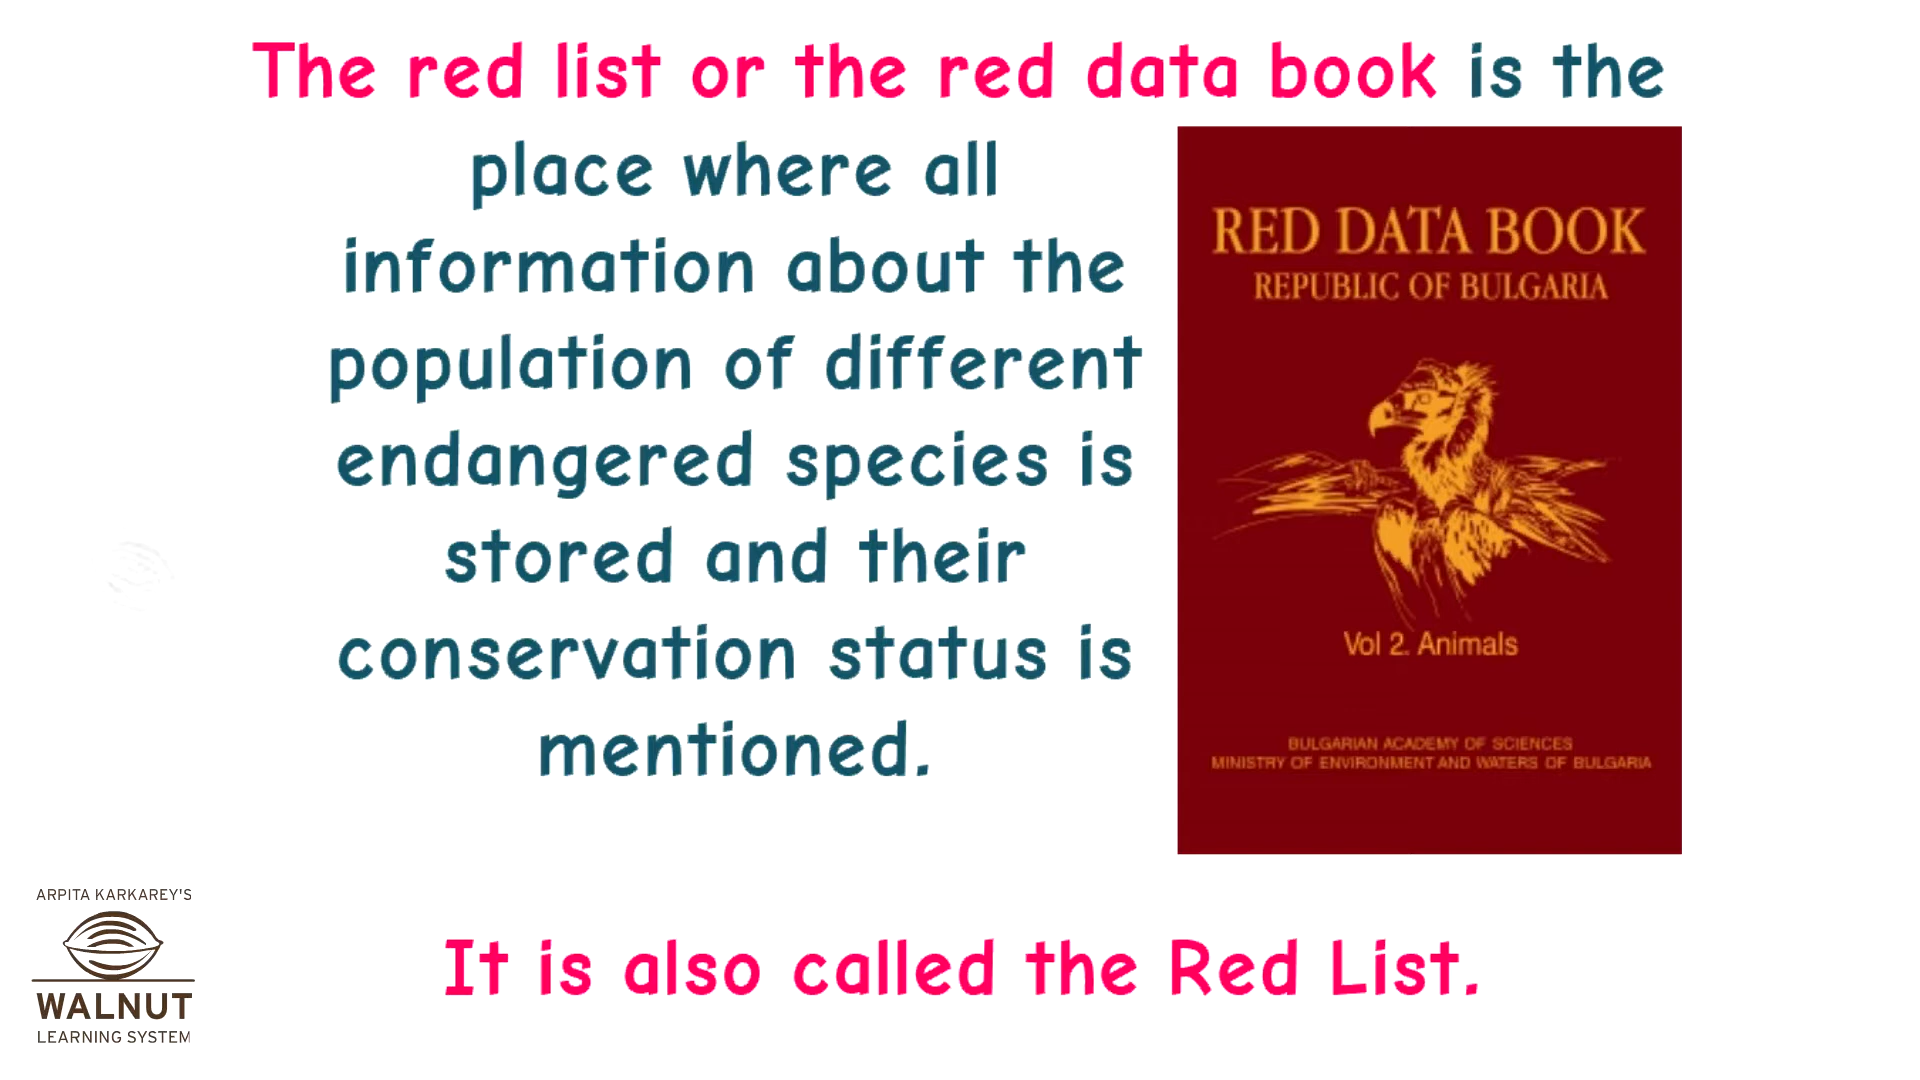 The red list or the red data book is the
place where all
information about the
population of different
endangered species is
stored and their
conservation status is
mentioned.
RED DATA BOOK
REPUBLIC OF BULGARIA
Vol 2. Animals
BULGARIAN ACADEMY OF SCIENCES
MINISTRY OF ENVIRONMENT AND WATERS OF BULGARIA
It is also called the Red List.
ARPITA KARKAREY'S
WALNUT
LEARNING SYSTEM